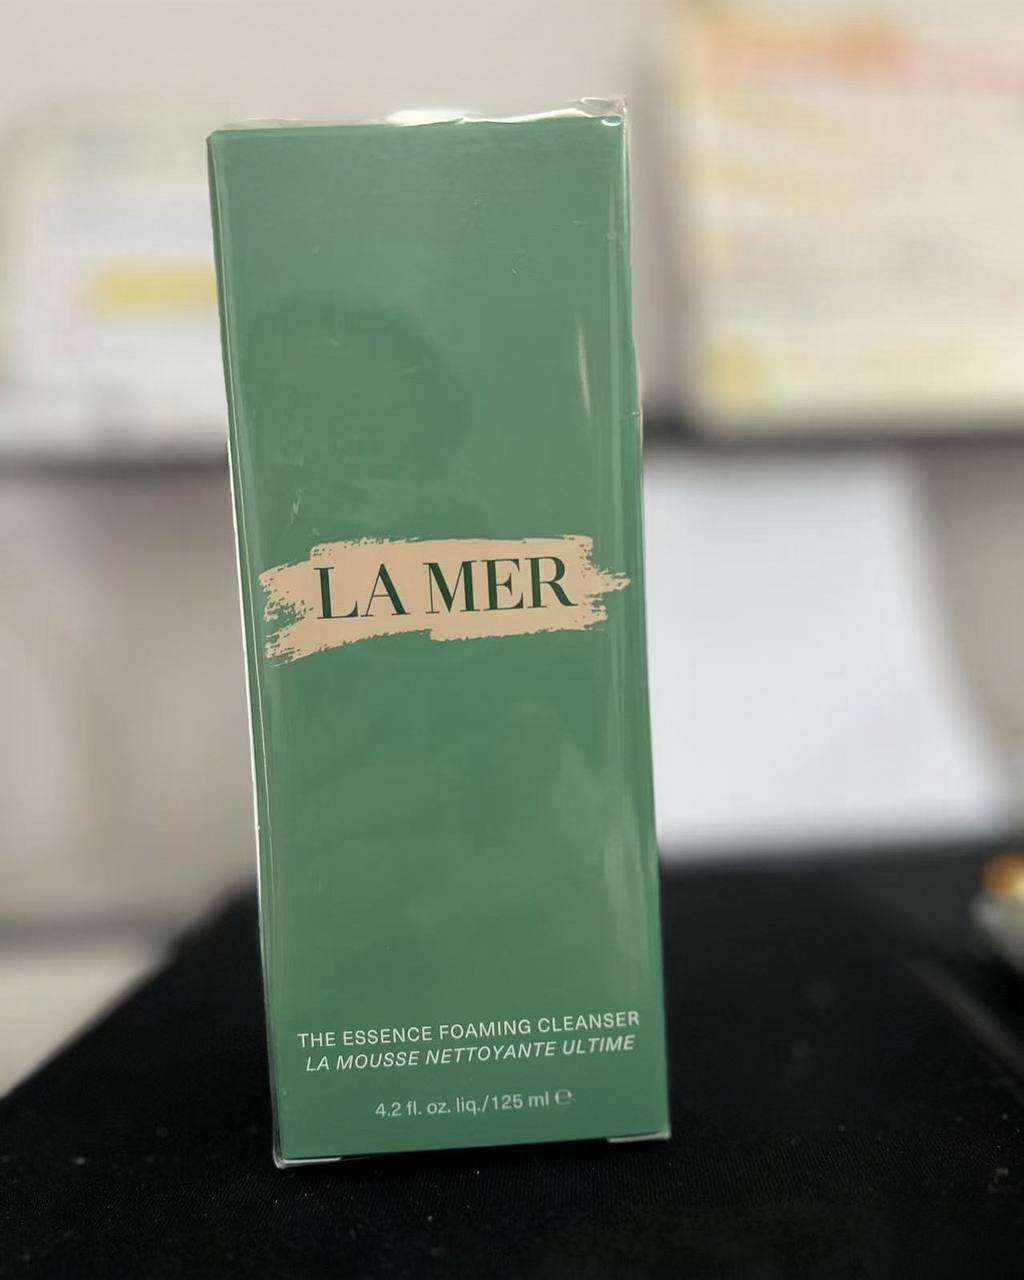 LA MER
THE ESSENCE FOAMING CLEANSER
LA MOUSSE NETTOYANTE ULTIME
4.2 fl. oz. liq./125 ml ℮